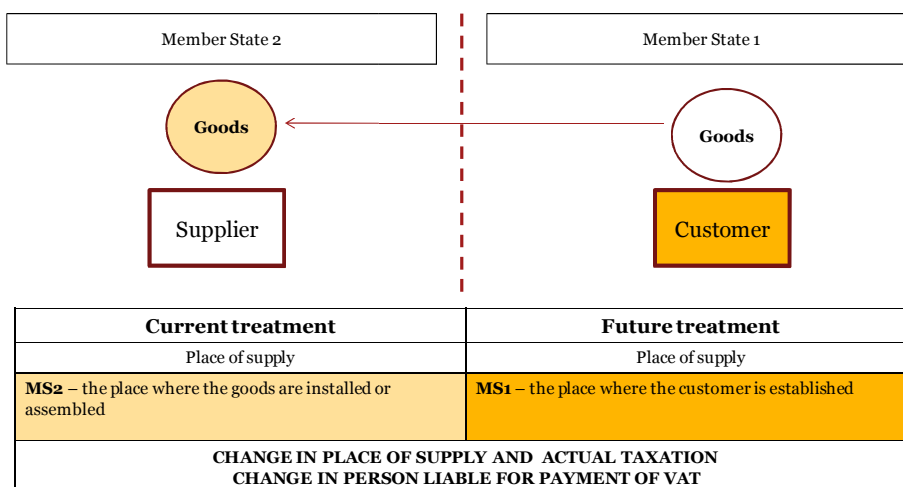 Member State 2
Member State 1
Goods
Goods
Supplier
Customer
Current treatment
Future treatment
Place of supply
Place of supply
MS2 – the place where the goods are installed or
assembled
MS1 – the place where the customer is established
CHANGE IN PLACE OF SUPPLY AND ACTUAL TAXATION
CHANGE IN PERSON LIABLE FOR PAYMENT OF VAT